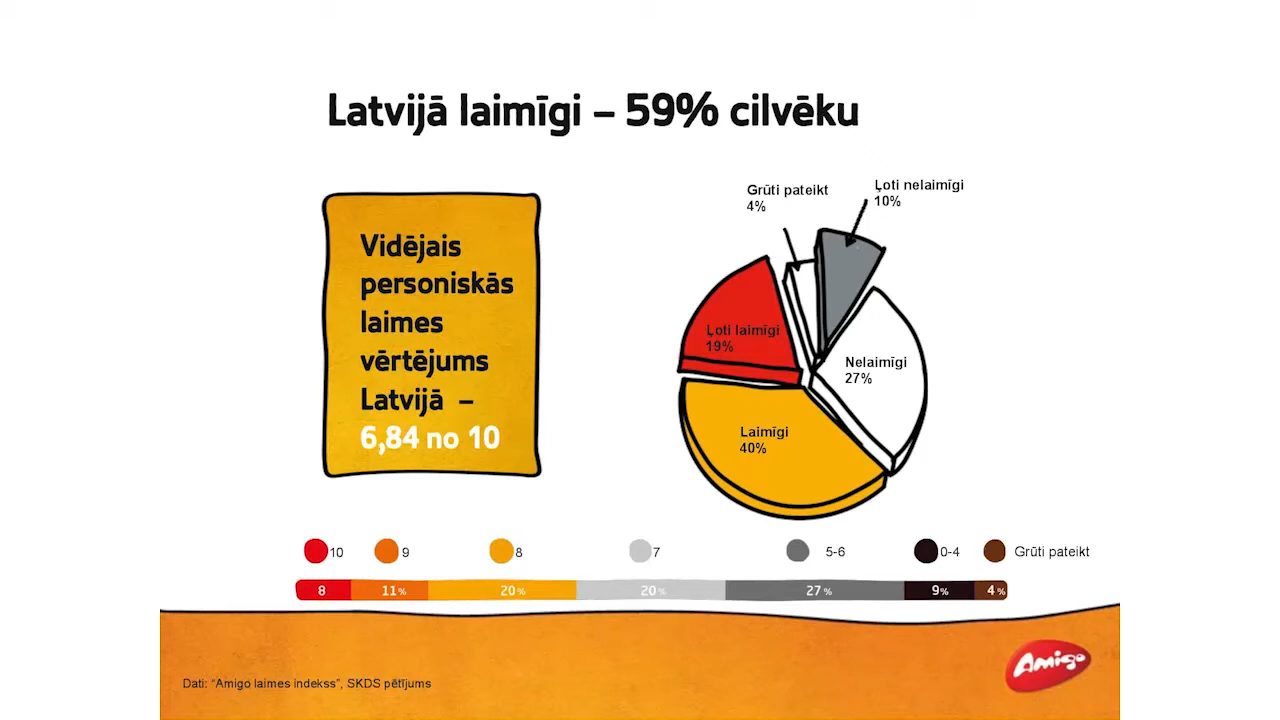 Latvijā laimīgi – 59% cilvēku
Vidējais
personiskās
laimes
vērtējums
Latvijā –
6,84 no 10
Grūti pateikt
4%
Ļoti nelaimīgi
10%
Ļoti laimīgi
19%
Nelaimīgi
27%
Laimīgi
40%
10 9 8 7 5-6 0-4 Grūti pateikt
8 11% 20% 20% 27% 9% 4%
Amigo
Dati: “Amigo laimes indekss”, SKDS pētījums